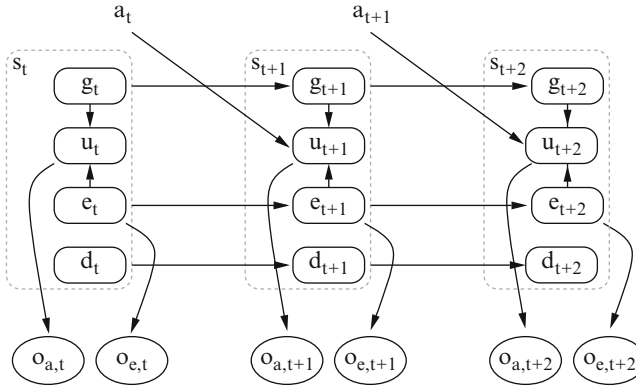 a_t a_{t+1}
s_t s_{t+1} s_{t+2}
g_t g_{t+1} g_{t+2}
u_t u_{t+1} u_{t+2}
e_t e_{t+1} e_{t+2}
d_t d_{t+1} d_{t+2}
o_{a,t} o_{e,t} o_{a,t+1} o_{e,t+1} o_{a,t+2} o_{e,t+2}